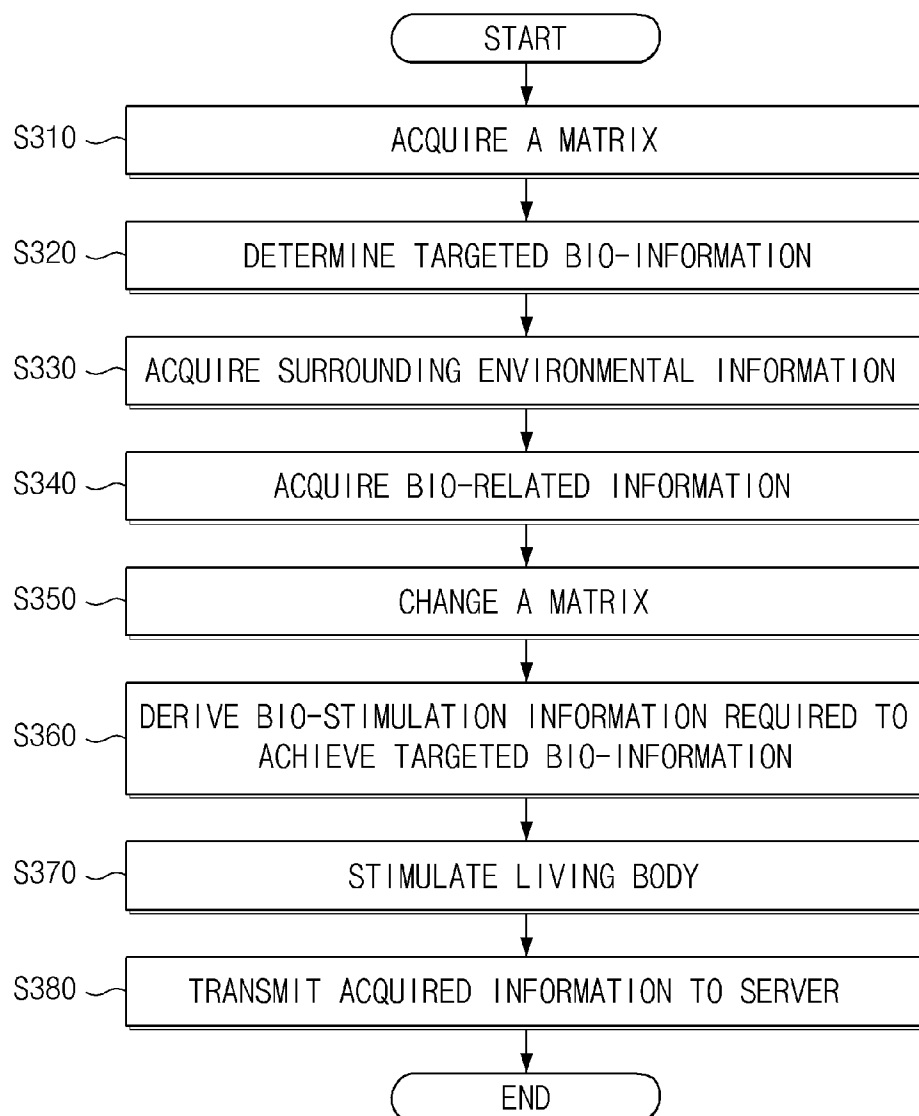 START
S310 ACQUIRE A MATRIX
S320 DETERMINE TARGETED BIO-INFORMATION
S330 ACQUIRE SURROUNDING ENVIRONMENTAL INFORMATION
S340 ACQUIRE BIO-RELATED INFORMATION
S350 CHANGE A MATRIX
S360 DERIVE BIO-STIMULATION INFORMATION REQUIRED TO
ACHIEVE TARGETED BIO-INFORMATION
S370 STIMULATE LIVING BODY
S380 TRANSMIT ACQUIRED INFORMATION TO SERVER
END